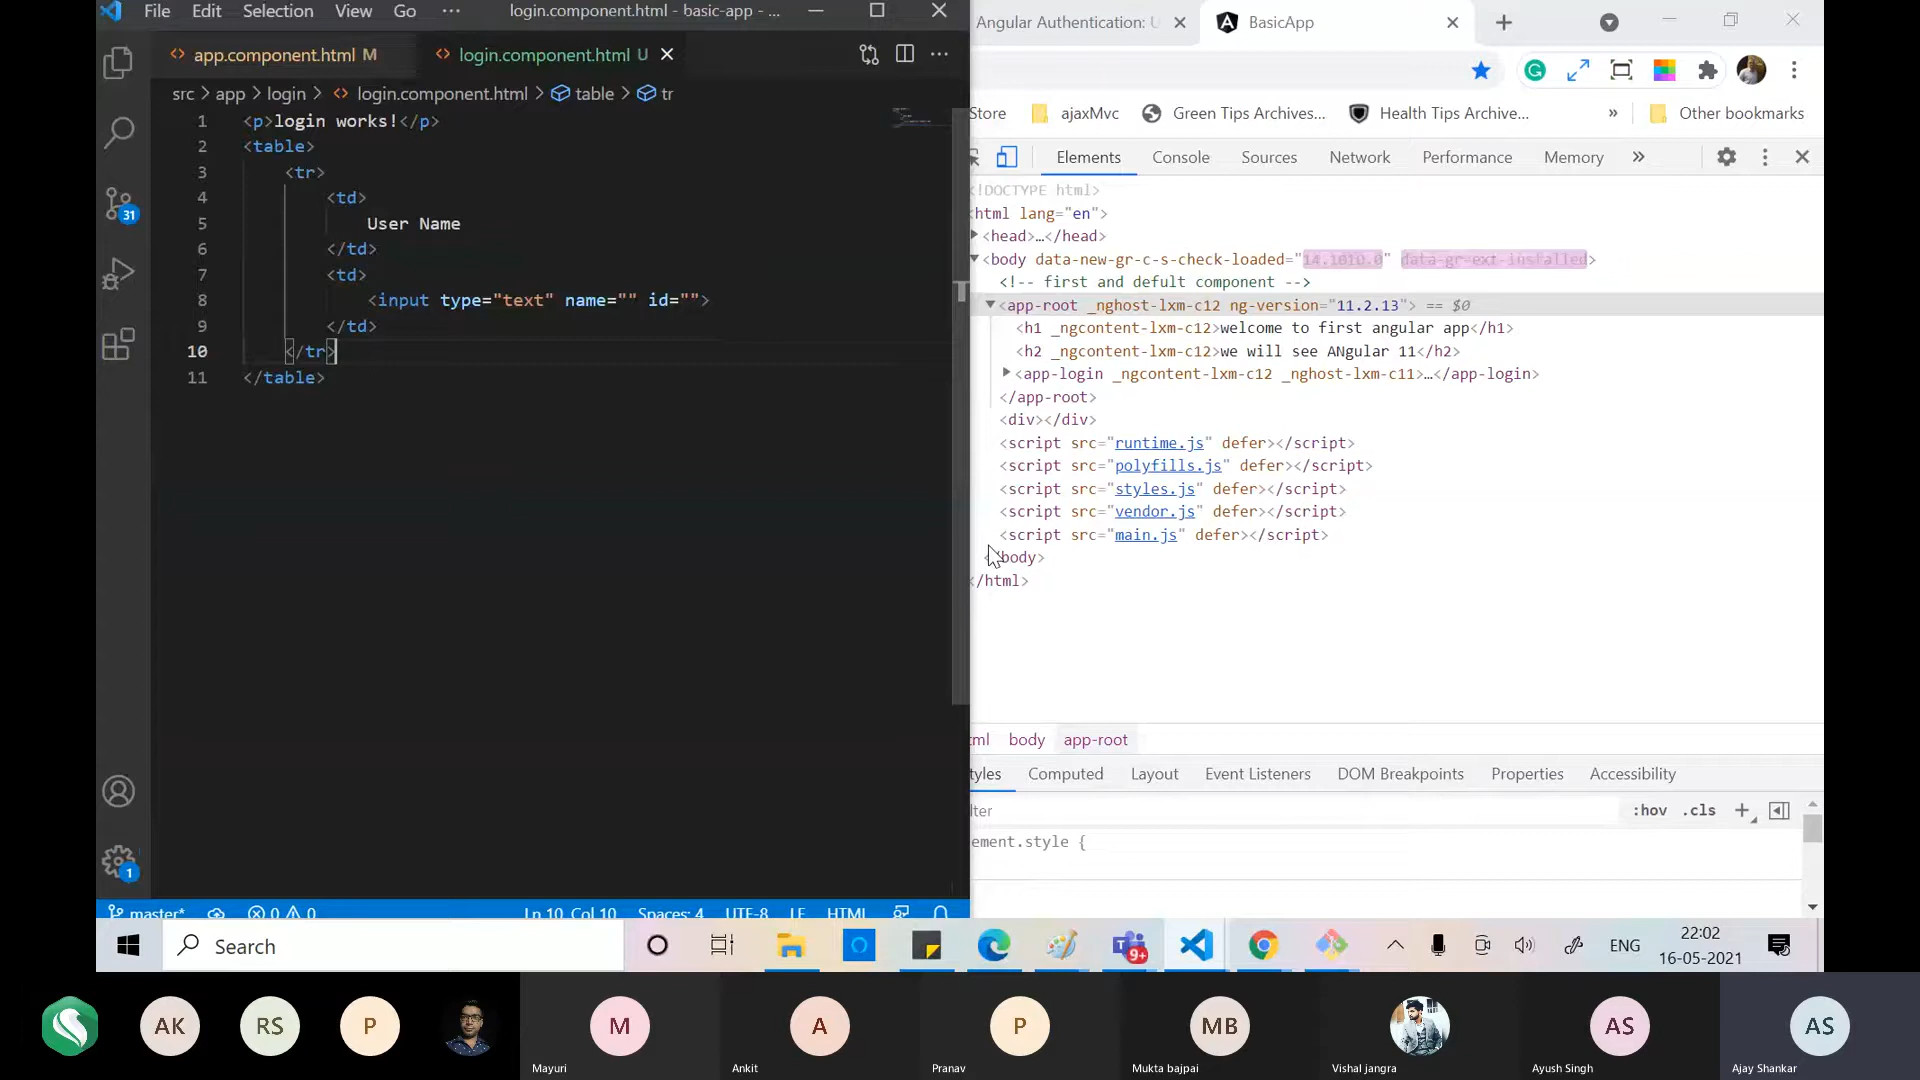 File Edit Selection View Go ··· login.component.html - basic-app - ...
app.component.html M login.component.html U
src > app > login > login.component.html > table > tr
1 <p>login works!</p>
2 <table>
3 <tr>
4 <td>
5 User Name
6 </td>
7 <td>
8 <input type="text" name="" id="">
9 </td>
10 </tr>
11 </table>
31
1
master* 0 0 Ln 10, Col 10 Spaces: 4 UTF-8 LF HTML
Angular Authentication: U BasicApp
Store ajaxMvc Green Tips Archives... Health Tips Archive... » Other bookmarks
Elements Console Sources Network Performance Memory »
!DOCTYPE html>
html lang="en">
<head>…</head>
<body data-new-gr-c-s-check-loaded="14.1010.0" data-gr-ext-installed>
<!-- first and defult component -->
<app-root _nghost-lxm-c12 ng-version="11.2.13"> == $0
<h1 _ngcontent-lxm-c12>welcome to first angular app</h1>
<h2 _ngcontent-lxm-c12>we will see ANgular 11</h2>
<app-login _ngcontent-lxm-c12 _nghost-lxm-c11>…</app-login>
</app-root>
<div></div>
<script src="runtime.js" defer></script>
<script src="polyfills.js" defer></script>
<script src="styles.js" defer></script>
<script src="vendor.js" defer></script>
<script src="main.js" defer></script>
body>
/html>
tml body app-root
tyles Computed Layout Event Listeners DOM Breakpoints Properties Accessibility
lter :hov .cls +
ement.style {
Search 9+ ENG 22:02
16-05-2021
AK RS P M A P MB AS AS
Mayuri Ankit Pranav Mukta bajpai Vishal jangra Ayush Singh Ajay Shankar